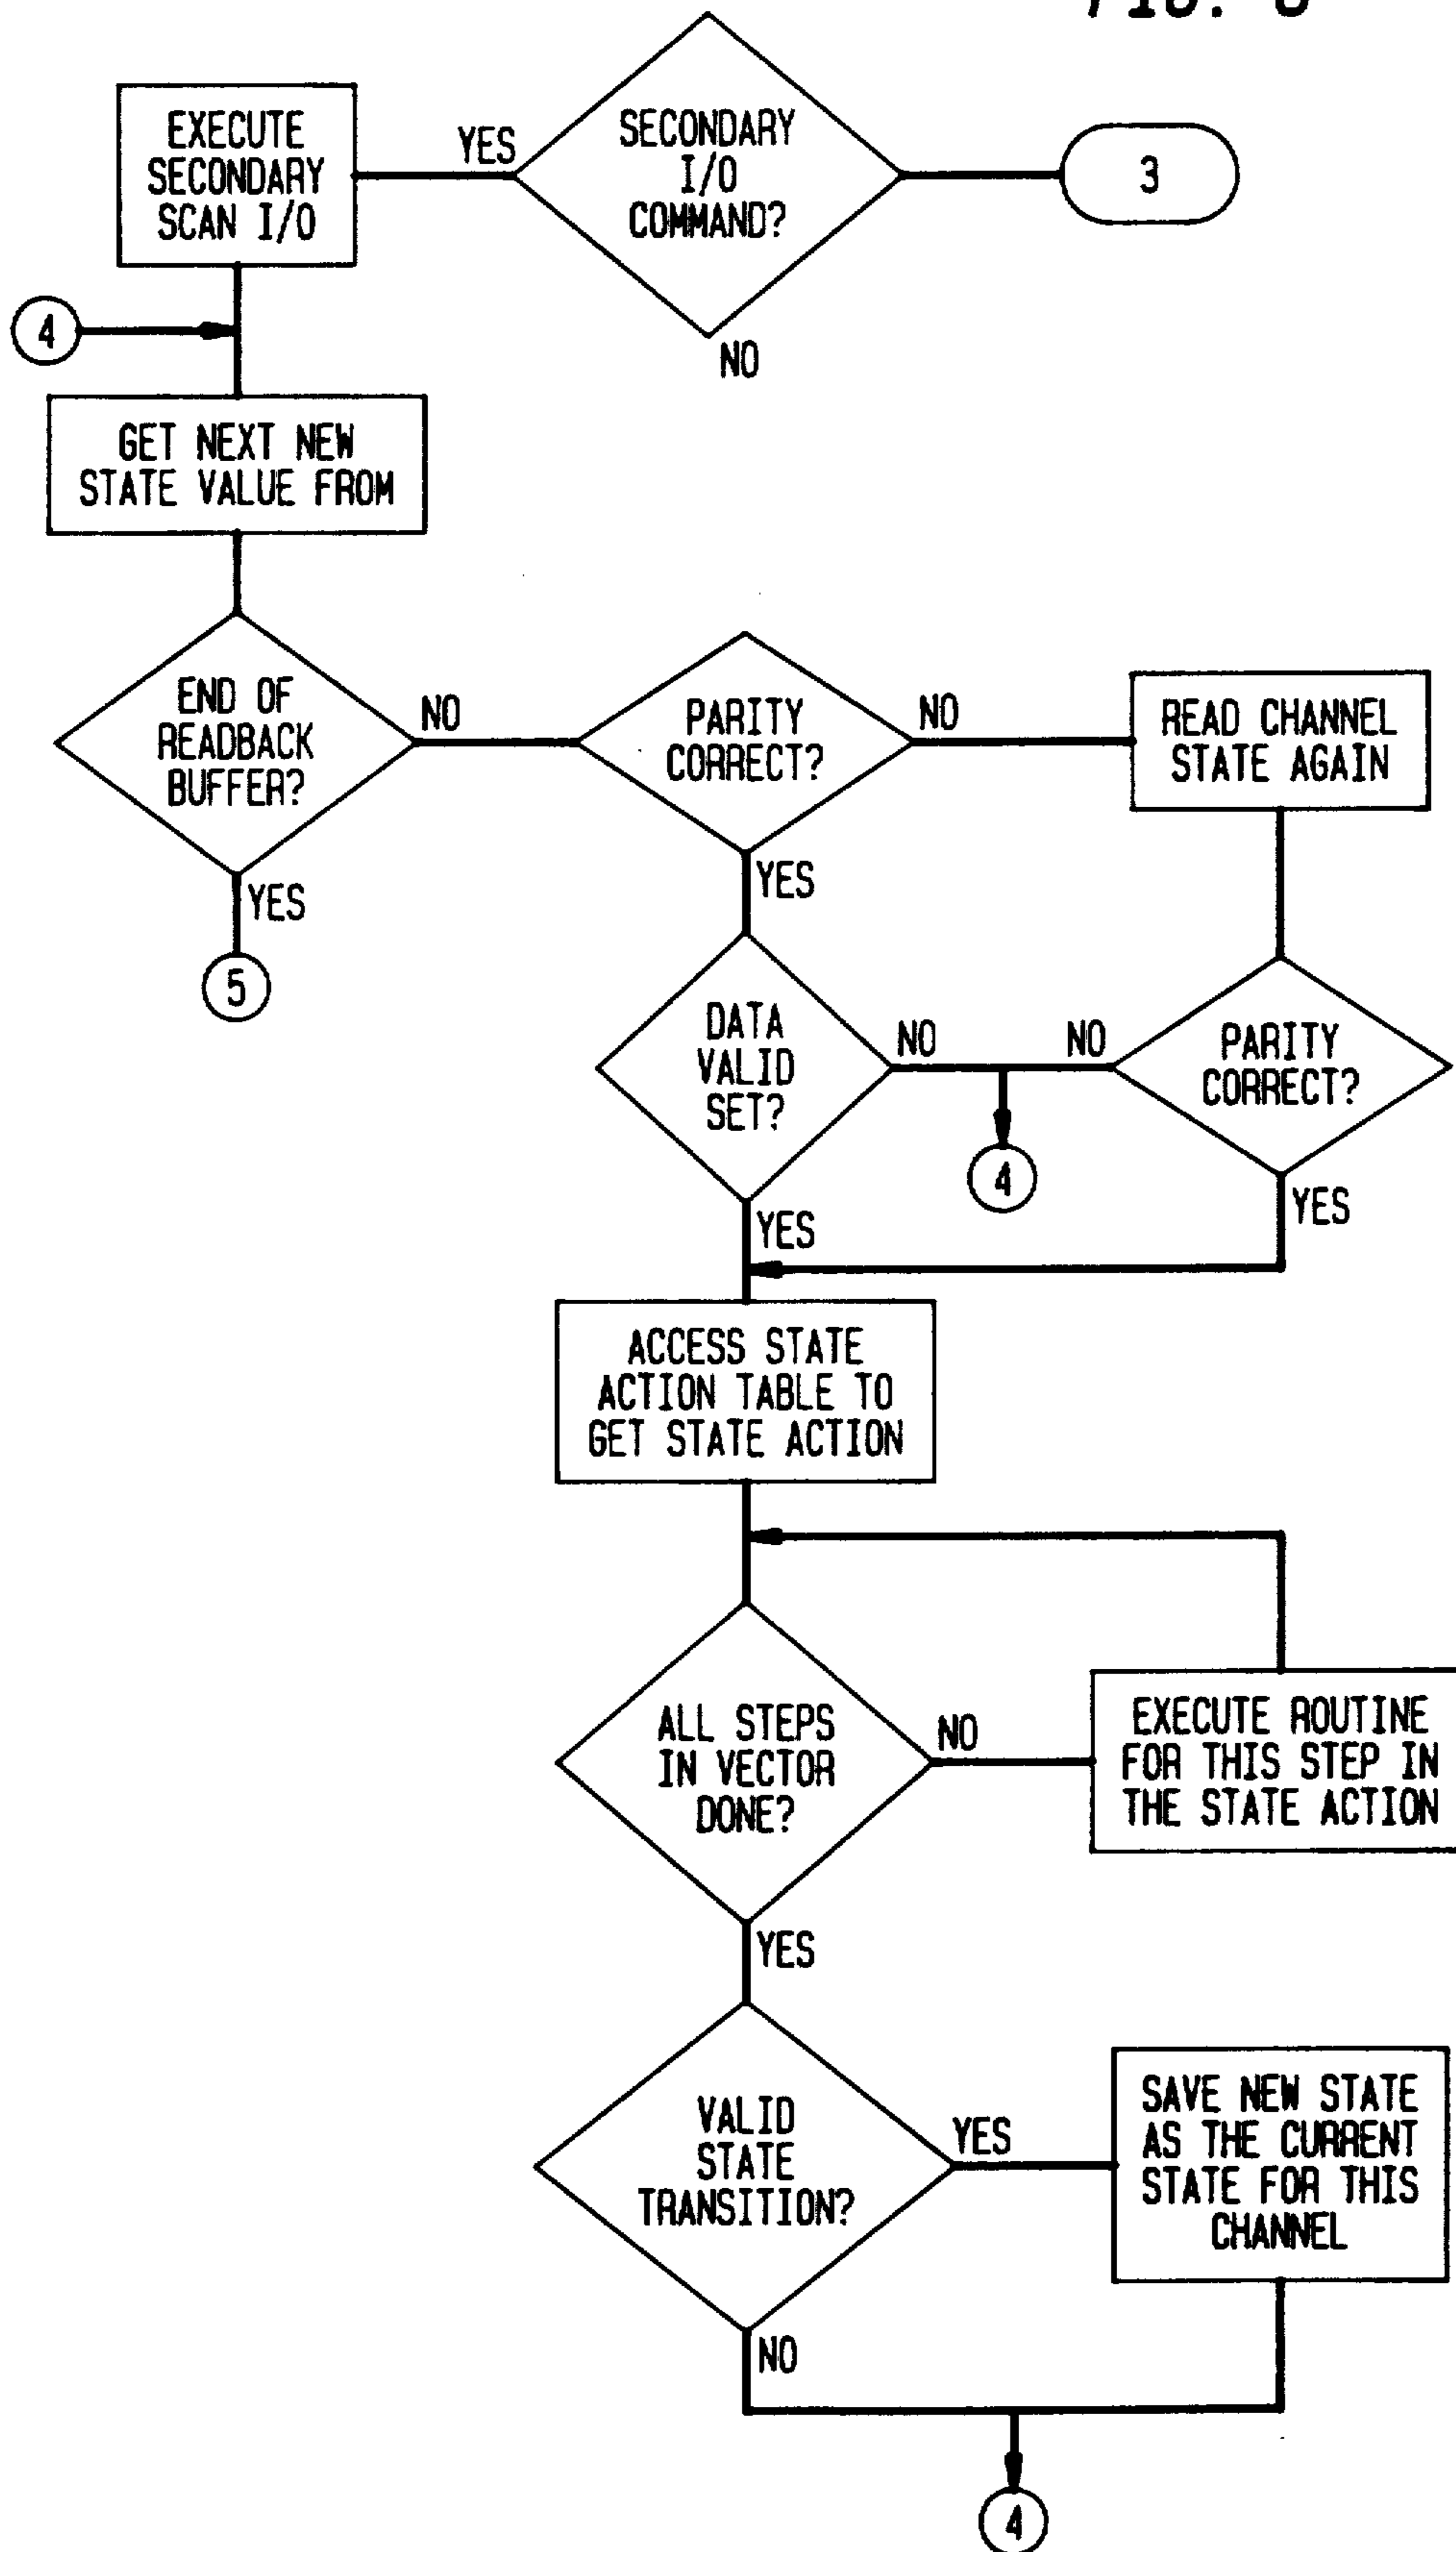 EXECUTE
SECONDARY
SCAN I/O
YES
SECONDARY
I/O
COMMAND?
3
NO
4
GET NEXT NEW
STATE VALUE FROM
END OF
READBACK
BUFFER?
NO
PARITY
CORRECT?
NO
READ CHANNEL
STATE AGAIN
YES
5
YES
DATA
VALID
SET?
NO
NO
PARITY
CORRECT?
4
YES
YES
ACCESS STATE
ACTION TABLE TO
GET STATE ACTION
ALL STEPS
IN VECTOR
DONE?
NO
EXECUTE ROUTINE
FOR THIS STEP IN
THE STATE ACTION
YES
VALID
STATE
TRANSITION?
YES
SAVE NEW STATE
AS THE CURRENT
STATE FOR THIS
CHANNEL
NO
4